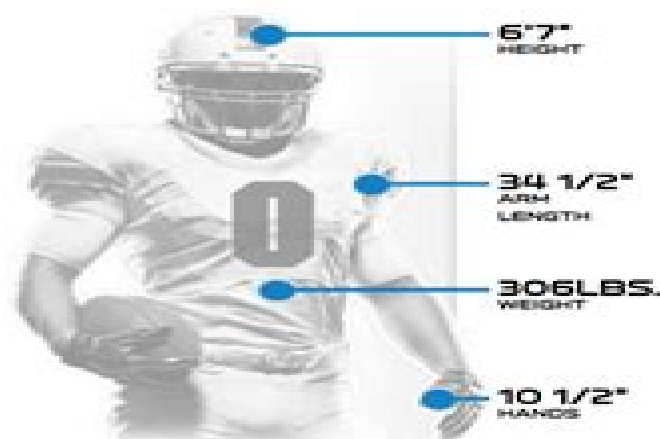 6'7"
HEIGHT
0
34 1/2"
ARM
LENGTH
306LBS.
WEIGHT
10 1/2"
HANDS